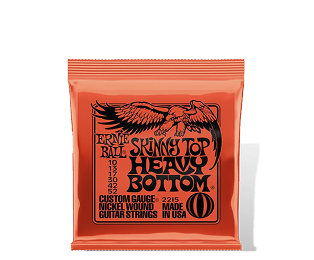 ERNIE
BALL
SKINNY TOP
HEAVY
BOTTOM®
10
13
17
30
42
52
CUSTOM GAUGE
NICKEL WOUND
GUITAR STRINGS
2215
MADE
IN USA